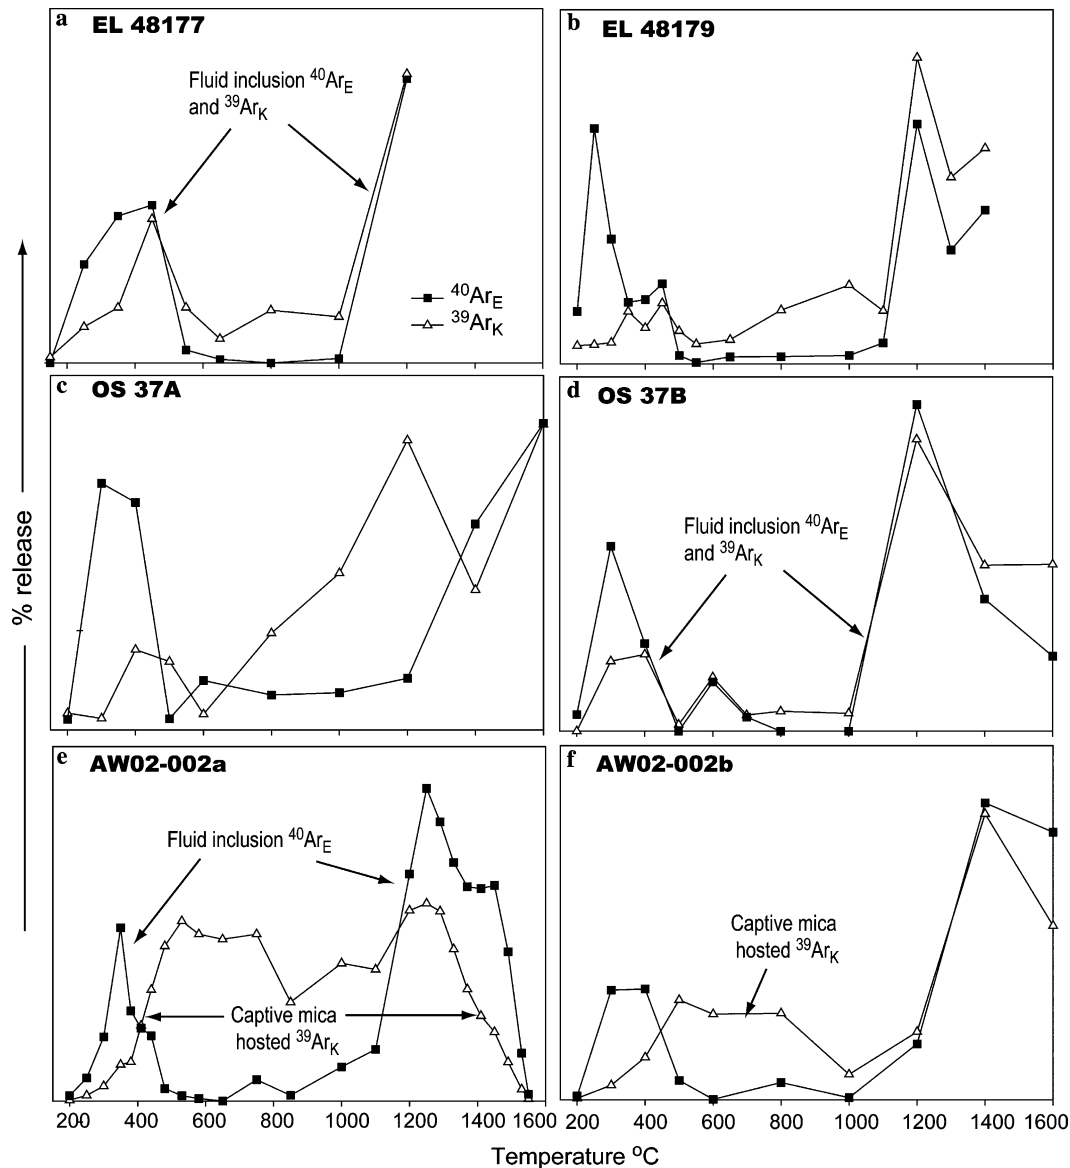 a EL 48177
Fluid inclusion 40ArE
and 39ArK
40ArE
39ArK
b EL 48179
c OS 37A
d OS 37B
Fluid inclusion 40ArE
and 39ArK
e AW02-002a
Fluid inclusion 40ArE
Captive mica
hosted 39ArK
f AW02-002b
Captive mica
hosted 39ArK
% release
200 400 600 800 1000 1200 1400 1600
200 400 600 800 1000 1200 1400 1600
Temperature oC